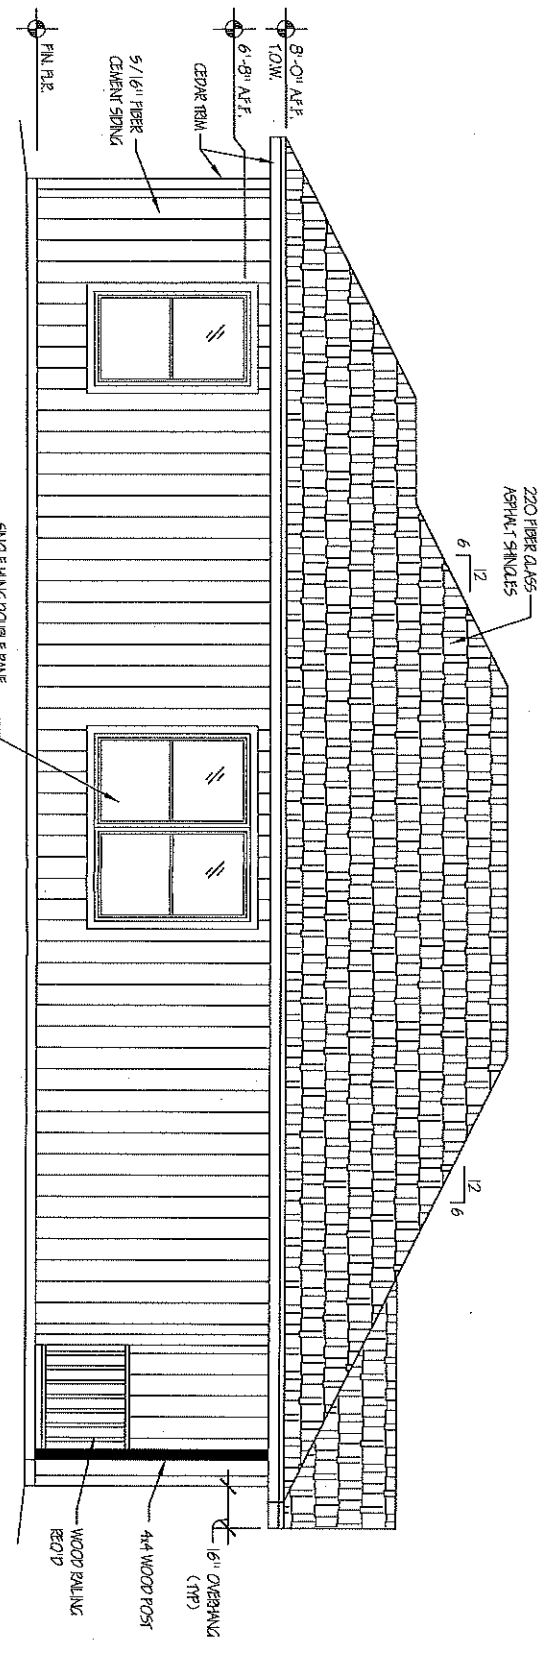 220 FIBER GLASS
ASPHALT SHINGLES
12
6
12
6
8'-0" A.F.F.
T.O.W.
6'-8" A.F.F.
CEDAR TRIM
5/16" FIBER
CEMENT SIDING
FIN. FLR.
16" OVERHANG
(TYP)
4x4 WOOD POST
WOOD RAILING
REQ'D